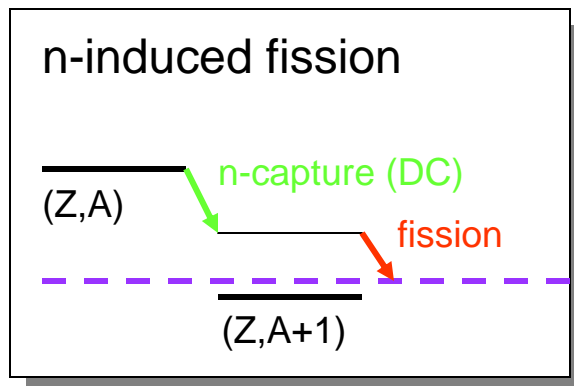 n-induced fission
n-capture (DC)
(Z,A)
fission
(Z,A+1)